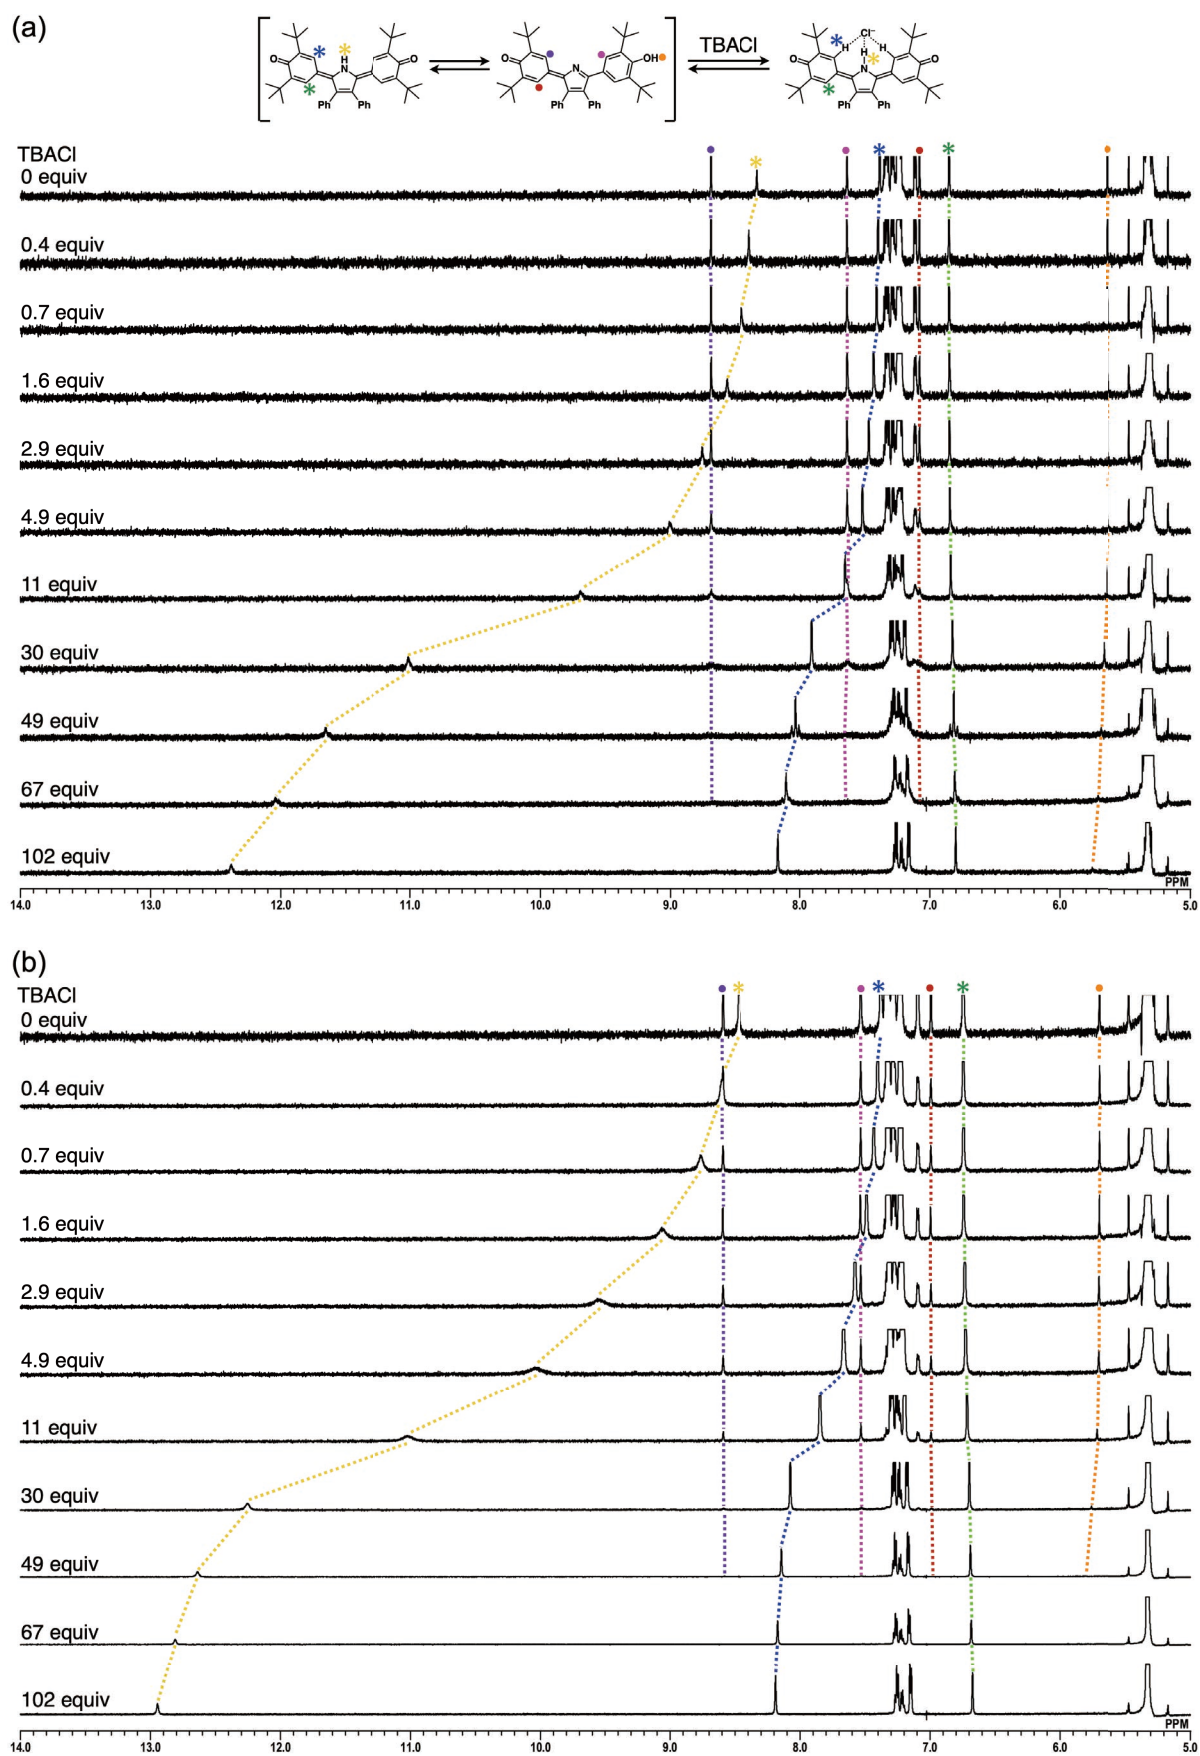 (a)
O
H
N
O
Ph
Ph
O
N
OH
Ph
Ph
TBACl
Cl⁻
H
H
H
O
N
O
Ph
Ph
TBACl
0 equiv
0.4 equiv
0.7 equiv
1.6 equiv
2.9 equiv
4.9 equiv
11 equiv
30 equiv
49 equiv
67 equiv
102 equiv
PPM
14.0 13.0 12.0 11.0 10.0 9.0 8.0 7.0 6.0 5.0
(b)
TBACl
0 equiv
0.4 equiv
0.7 equiv
1.6 equiv
2.9 equiv
4.9 equiv
11 equiv
30 equiv
49 equiv
67 equiv
102 equiv
PPM
14.0 13.0 12.0 11.0 10.0 9.0 8.0 7.0 6.0 5.0